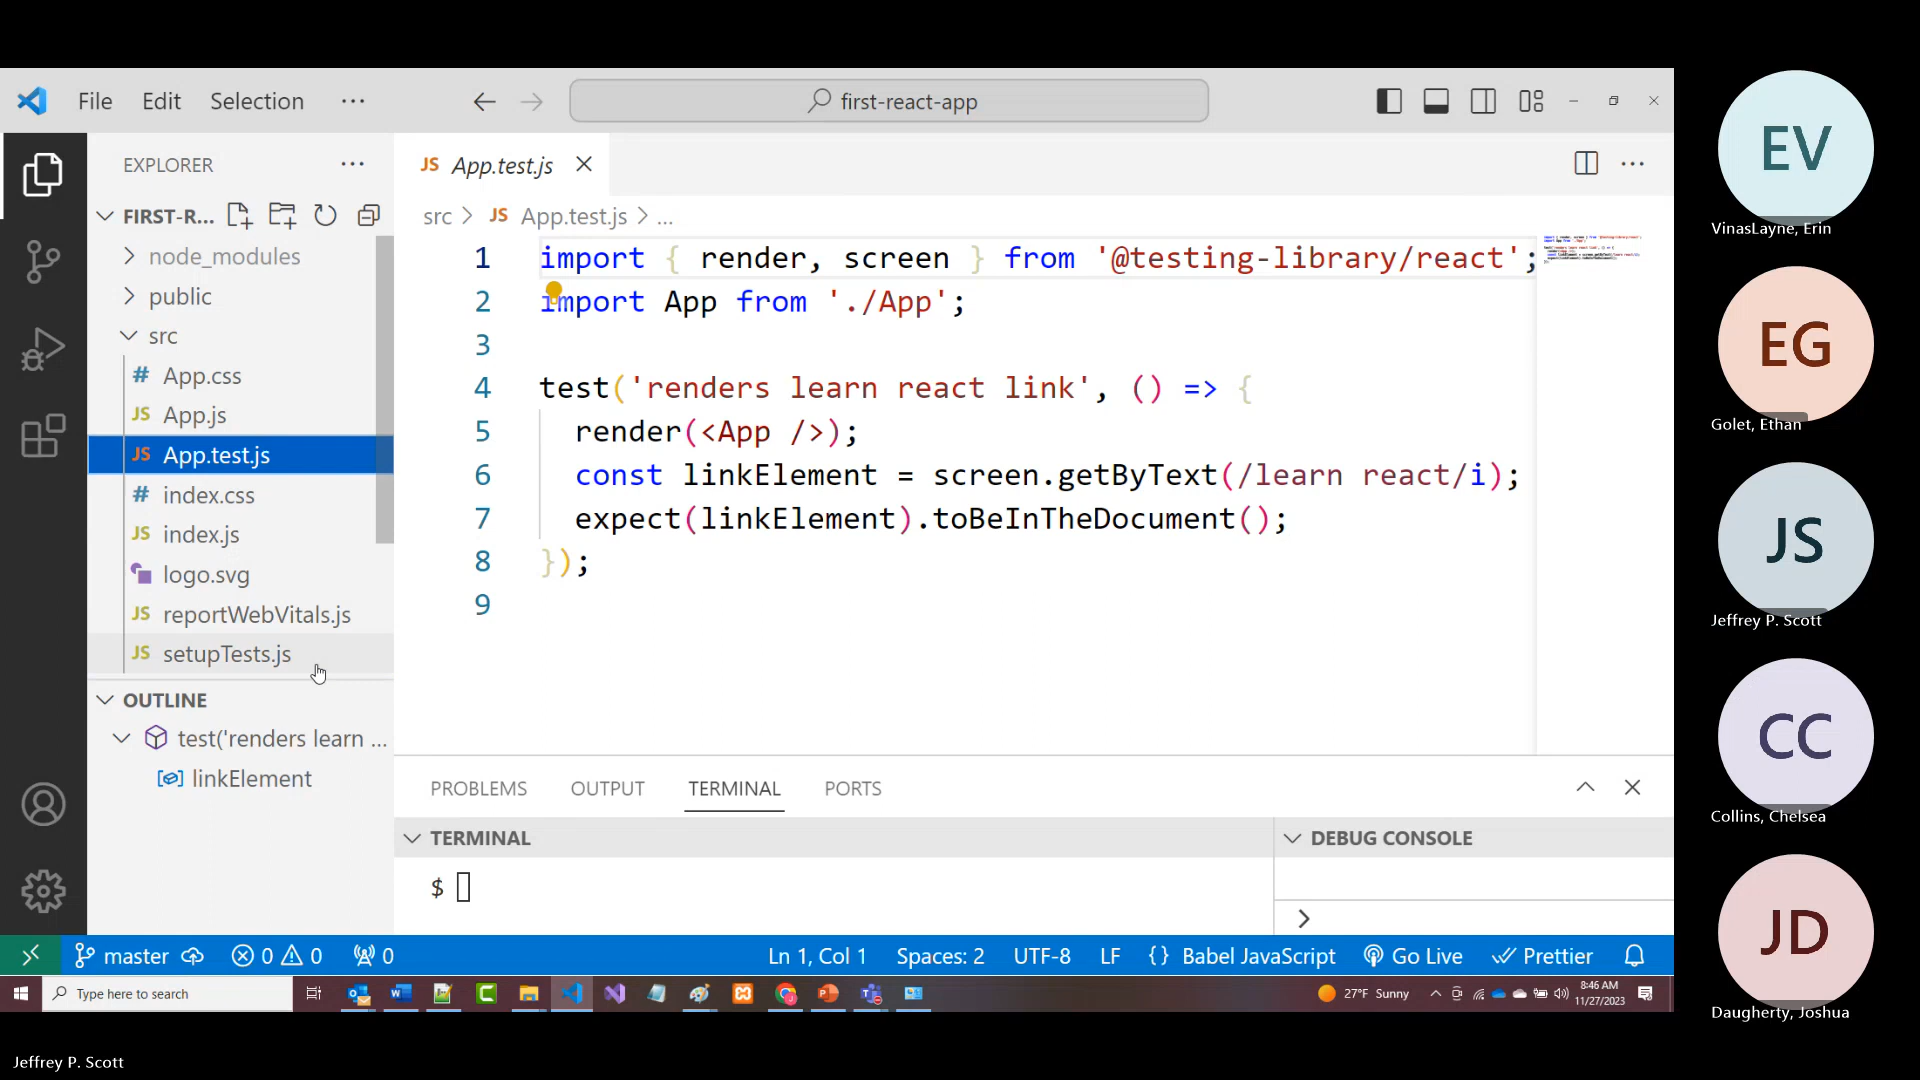 File Edit Selection ...
first-react-app
EXPLORER
FIRST-R...
node_modules
public
src
# App.css
JS App.js
JS App.test.js
# index.css
JS index.js
logo.svg
JS reportWebVitals.js
JS setupTests.js
OUTLINE
test('renders learn ...
linkElement
JS App.test.js
src > JS App.test.js > ...
1 import { render, screen } from '@testing-library/react';
2 import App from './App';
3
4 test('renders learn react link', () => {
5 render(<App />);
6 const linkElement = screen.getByText(/learn react/i);
7 expect(linkElement).toBeInTheDocument();
8 });
9
PROBLEMS OUTPUT TERMINAL PORTS
TERMINAL
$
DEBUG CONSOLE
>
master 0 0 0 Ln 1, Col 1 Spaces: 2 UTF-8 LF {} Babel JavaScript Go Live Prettier
Type here to search
27°F Sunny
8:46 AM
11/27/2023
EV
VinasLayne, Erin
EG
Golet, Ethan
JS
Jeffrey P. Scott
CC
Collins, Chelsea
JD
Daugherty, Joshua
Jeffrey P. Scott